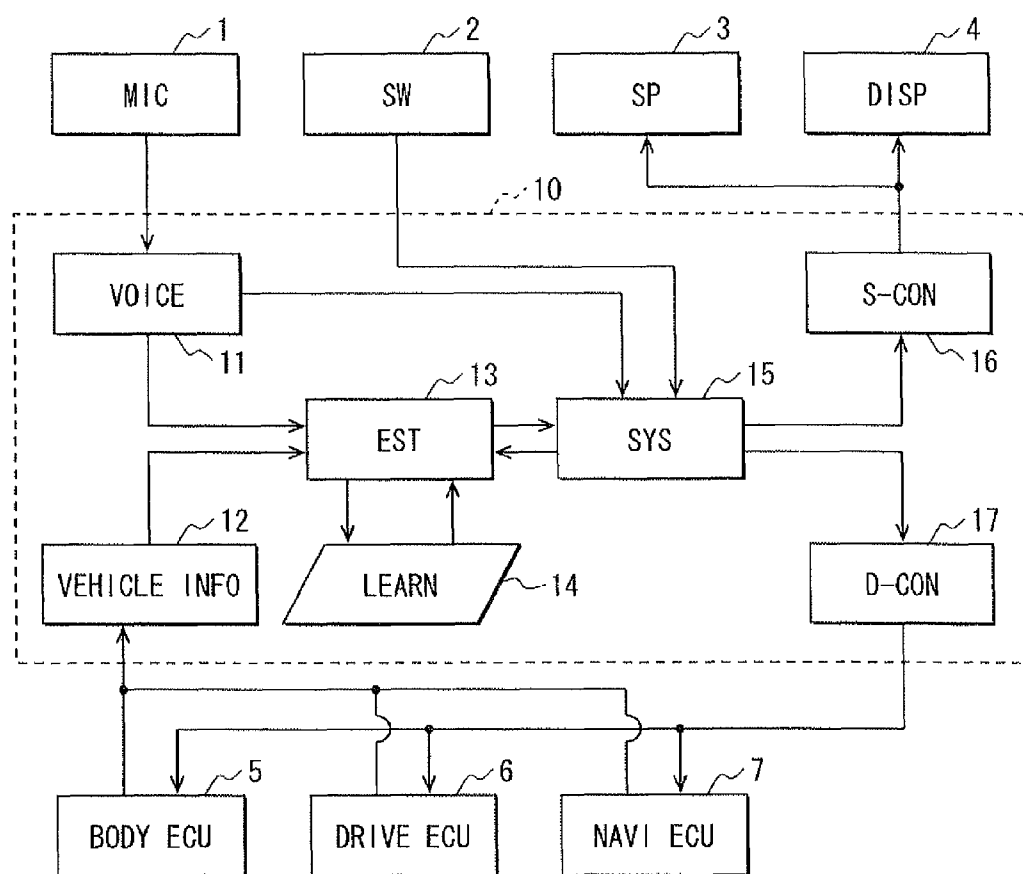 1
2
3
4
MIC
SW
SP
DISP
10
VOICE
S-CON
11
16
13
15
EST
SYS
12
17
VEHICLE INFO
LEARN
14
D-CON
5
6
7
BODY ECU
DRIVE ECU
NAVI ECU